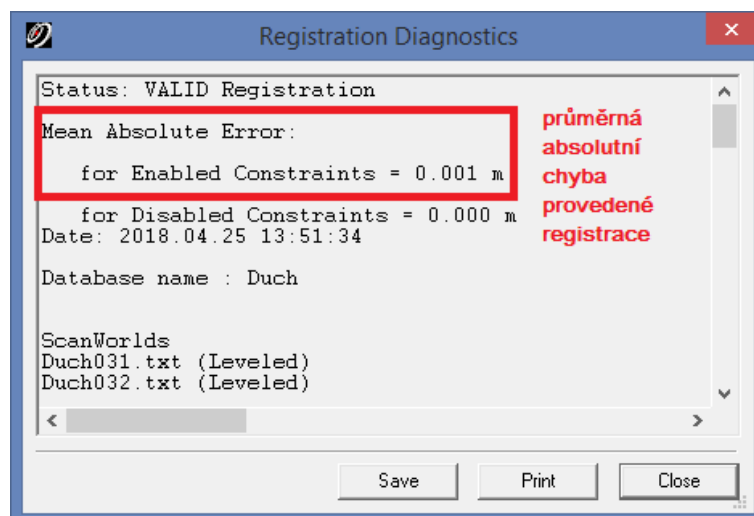 Registration Diagnostics
Status: VALID Registration
Mean Absolute Error:
for Enabled Constraints = 0.001 m
for Disabled Constraints = 0.000 m
Date: 2018.04.25 13:51:34
Database name : Duch
ScanWorlds
Duch031.txt (Leveled)
Duch032.txt (Leveled)
průměrná
absolutní
chyba
provedené
registrace
Save Print Close